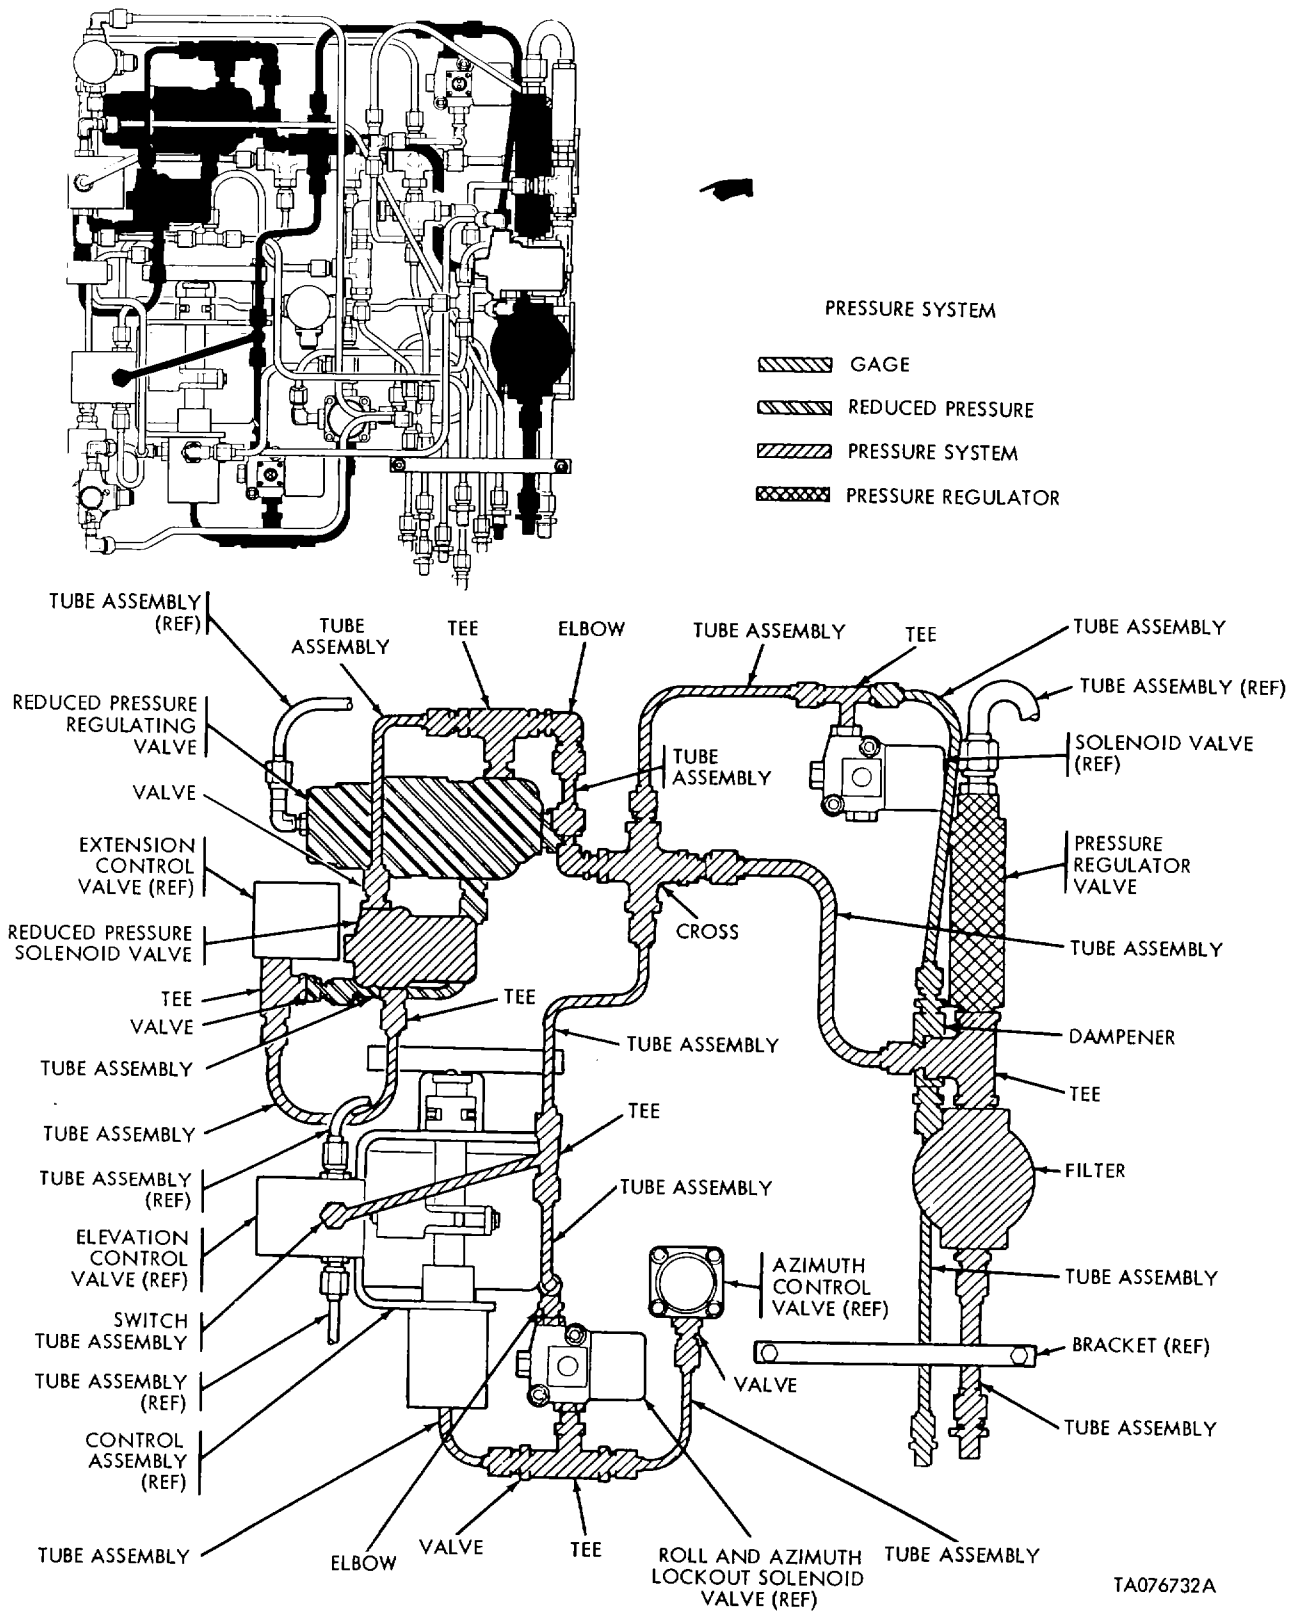 PRESSURE SYSTEM
GAGE
REDUCED PRESSURE
PRESSURE SYSTEM
PRESSURE REGULATOR
TUBE ASSEMBLY
(REF)
TUBE
ASSEMBLY
TEE
ELBOW
TUBE ASSEMBLY
TEE
TUBE ASSEMBLY
TUBE ASSEMBLY (REF)
REDUCED PRESSURE
REGULATING
VALVE
SOLENOID VALVE
(REF)
TUBE
ASSEMBLY
VALVE
EXTENSION
CONTROL
VALVE (REF)
PRESSURE
REGULATOR
VALVE
REDUCED PRESSURE
SOLENOID VALVE
CROSS
TUBE ASSEMBLY
TEE
VALVE
TEE
TUBE ASSEMBLY
TUBE ASSEMBLY
DAMPENER
TEE
TUBE ASSEMBLY
TEE
TUBE ASSEMBLY
(REF)
FILTER
TUBE ASSEMBLY
ELEVATION
CONTROL
VALVE (REF)
AZIMUTH
CONTROL
VALVE (REF)
TUBE ASSEMBLY
SWITCH
TUBE ASSEMBLY
BRACKET (REF)
TUBE ASSEMBLY
(REF)
VALVE
TUBE ASSEMBLY
CONTROL
ASSEMBLY
(REF)
TUBE ASSEMBLY
ELBOW
VALVE
TEE
ROLL AND AZIMUTH
LOCKOUT SOLENOID
VALVE (REF)
TUBE ASSEMBLY
TA076732A